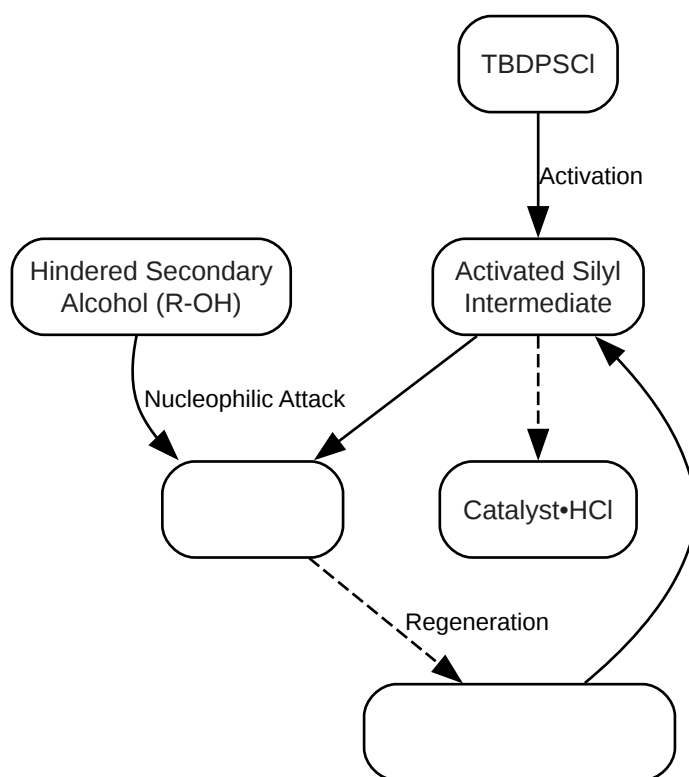 TBDPSCl
Activation
Hindered Secondary
Alcohol (R-OH)
Activated Silyl
Intermediate
Nucleophilic Attack
Catalyst•HCl
Regeneration